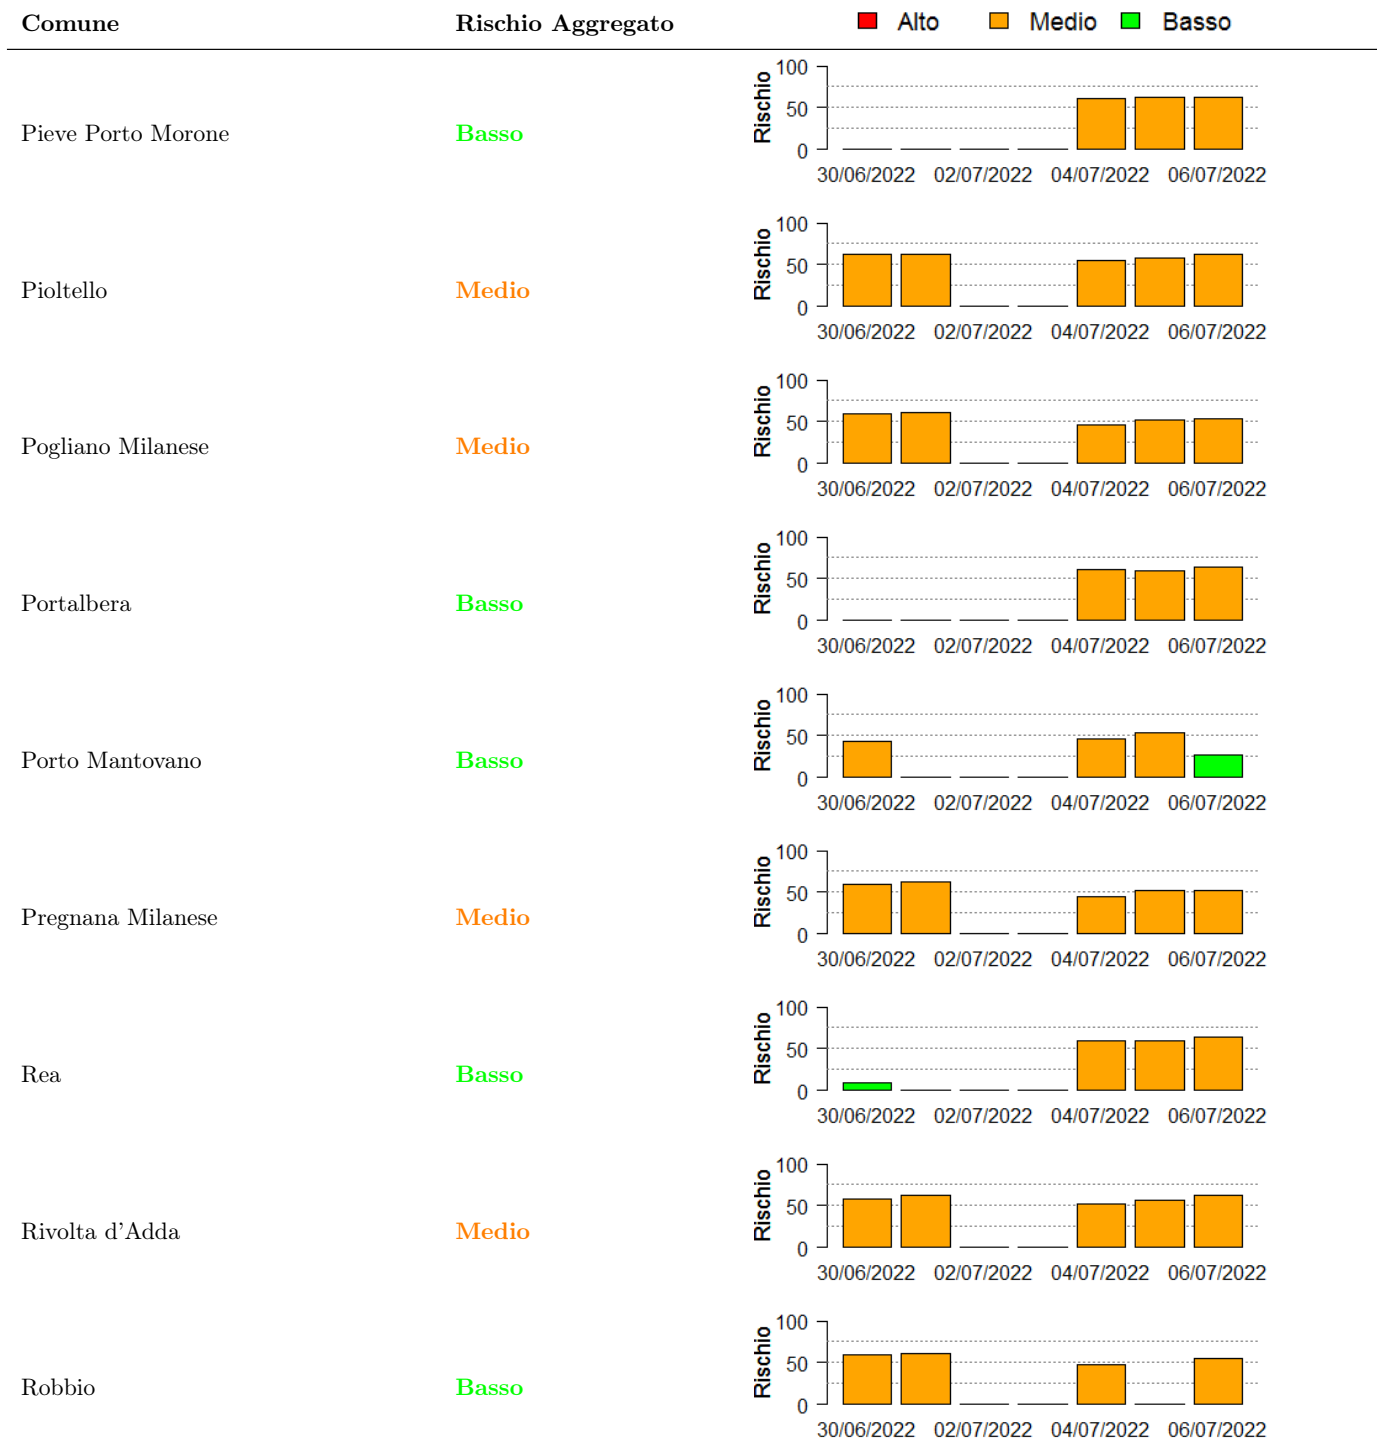 Comune Rischio Aggregato Alto Medio Basso
Pieve Porto Morone Basso Rischio 100 50 0
30/06/2022 02/07/2022 04/07/2022 06/07/2022
Pioltello Medio Rischio 100 50 0
30/06/2022 02/07/2022 04/07/2022 06/07/2022
Pogliano Milanese Medio Rischio 100 50 0
30/06/2022 02/07/2022 04/07/2022 06/07/2022
Portalbera Basso Rischio 100 50 0
30/06/2022 02/07/2022 04/07/2022 06/07/2022
Porto Mantovano Basso Rischio 100 50 0
30/06/2022 02/07/2022 04/07/2022 06/07/2022
Pregnana Milanese Medio Rischio 100 50 0
30/06/2022 02/07/2022 04/07/2022 06/07/2022
Rea Basso Rischio 100 50 0
30/06/2022 02/07/2022 04/07/2022 06/07/2022
Rivolta d'Adda Medio Rischio 100 50 0
30/06/2022 02/07/2022 04/07/2022 06/07/2022
Robbio Basso Rischio 100 50 0
30/06/2022 02/07/2022 04/07/2022 06/07/2022